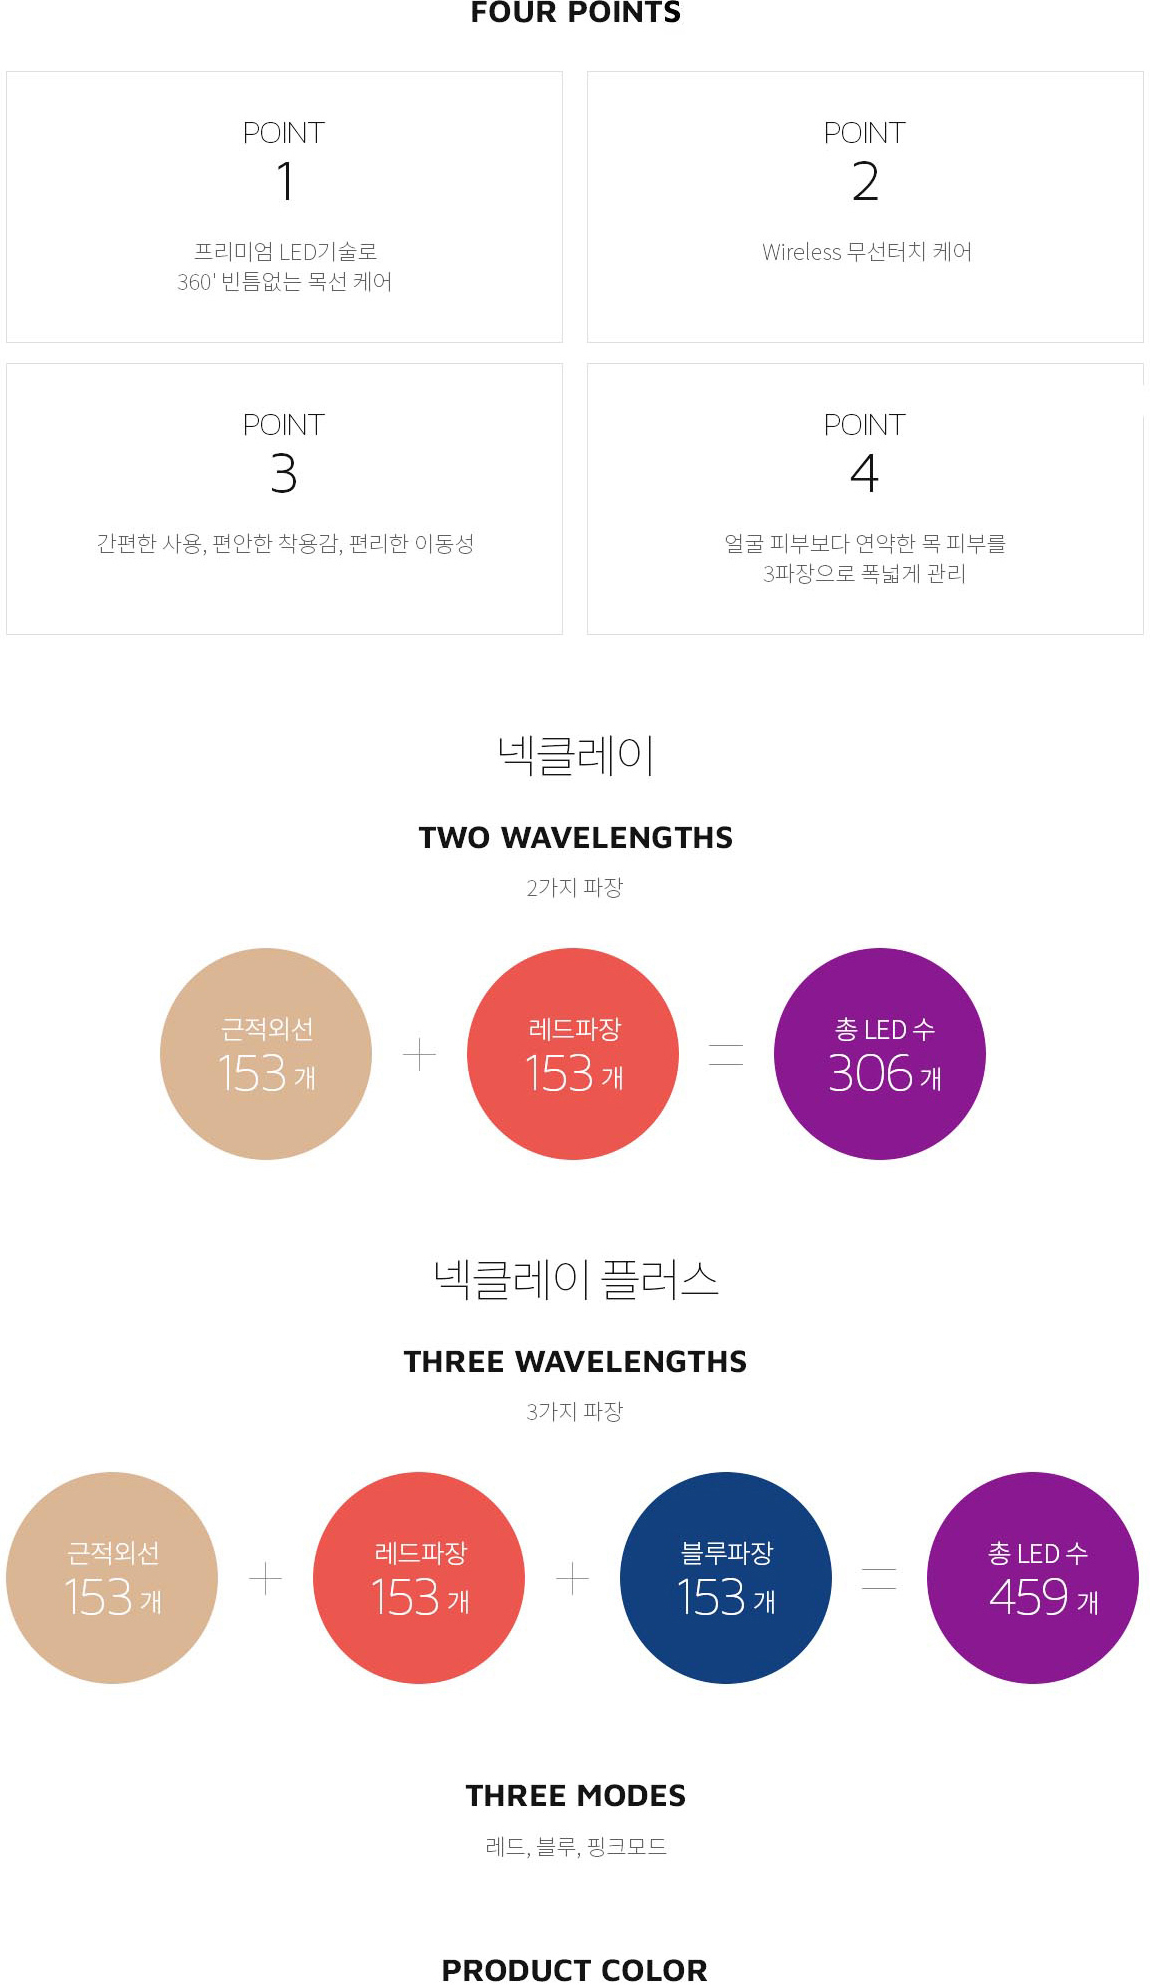 FOUR POINTS
POINT
1
프리미엄 LED기술로
360' 빈틈없는 목선 케어
POINT
2
Wireless 무선터치 케어
POINT
3
간편한 사용, 편안한 착용감, 편리한 이동성
POINT
4
얼굴 피부보다 연약한 목 피부를
3파장으로 폭넓게 관리
넥클레이
TWO WAVELENGTHS
2가지 파장
근적외선
153 개
+
레드파장
153 개
=
총 LED 수
306 개
넥클레이 플러스
THREE WAVELENGTHS
3가지 파장
근적외선
153 개
+
레드파장
153 개
+
블루파장
153 개
=
총 LED 수
459 개
THREE MODES
레드, 블루, 핑크모드
PRODUCT COLOR